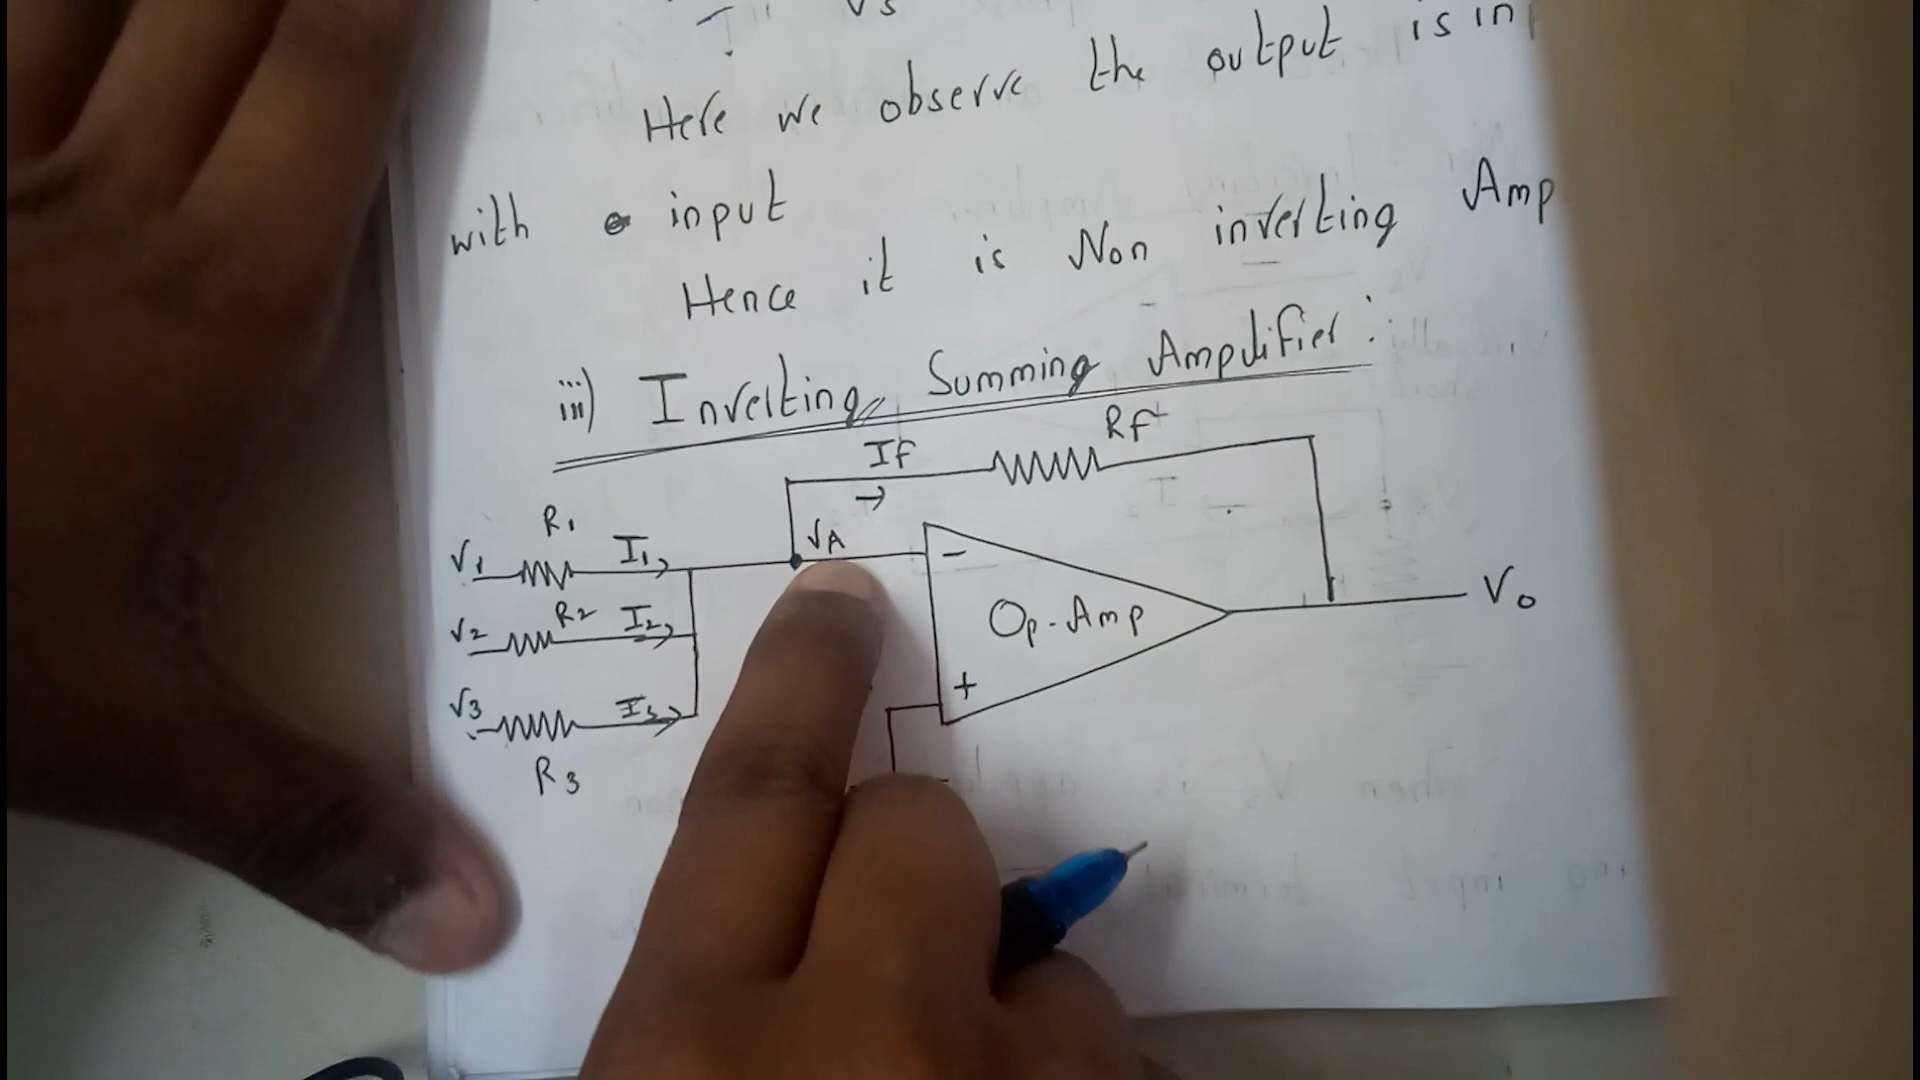 Vs
Here we observe the output is in
with input
Hence it is Non inverting Amp
iii) Inverting Summing Amplifier :
If
Rf
R1
V1
I1
VA
-
V2
R2
I2
Op-Amp
Vo
V3
I3
+
R3